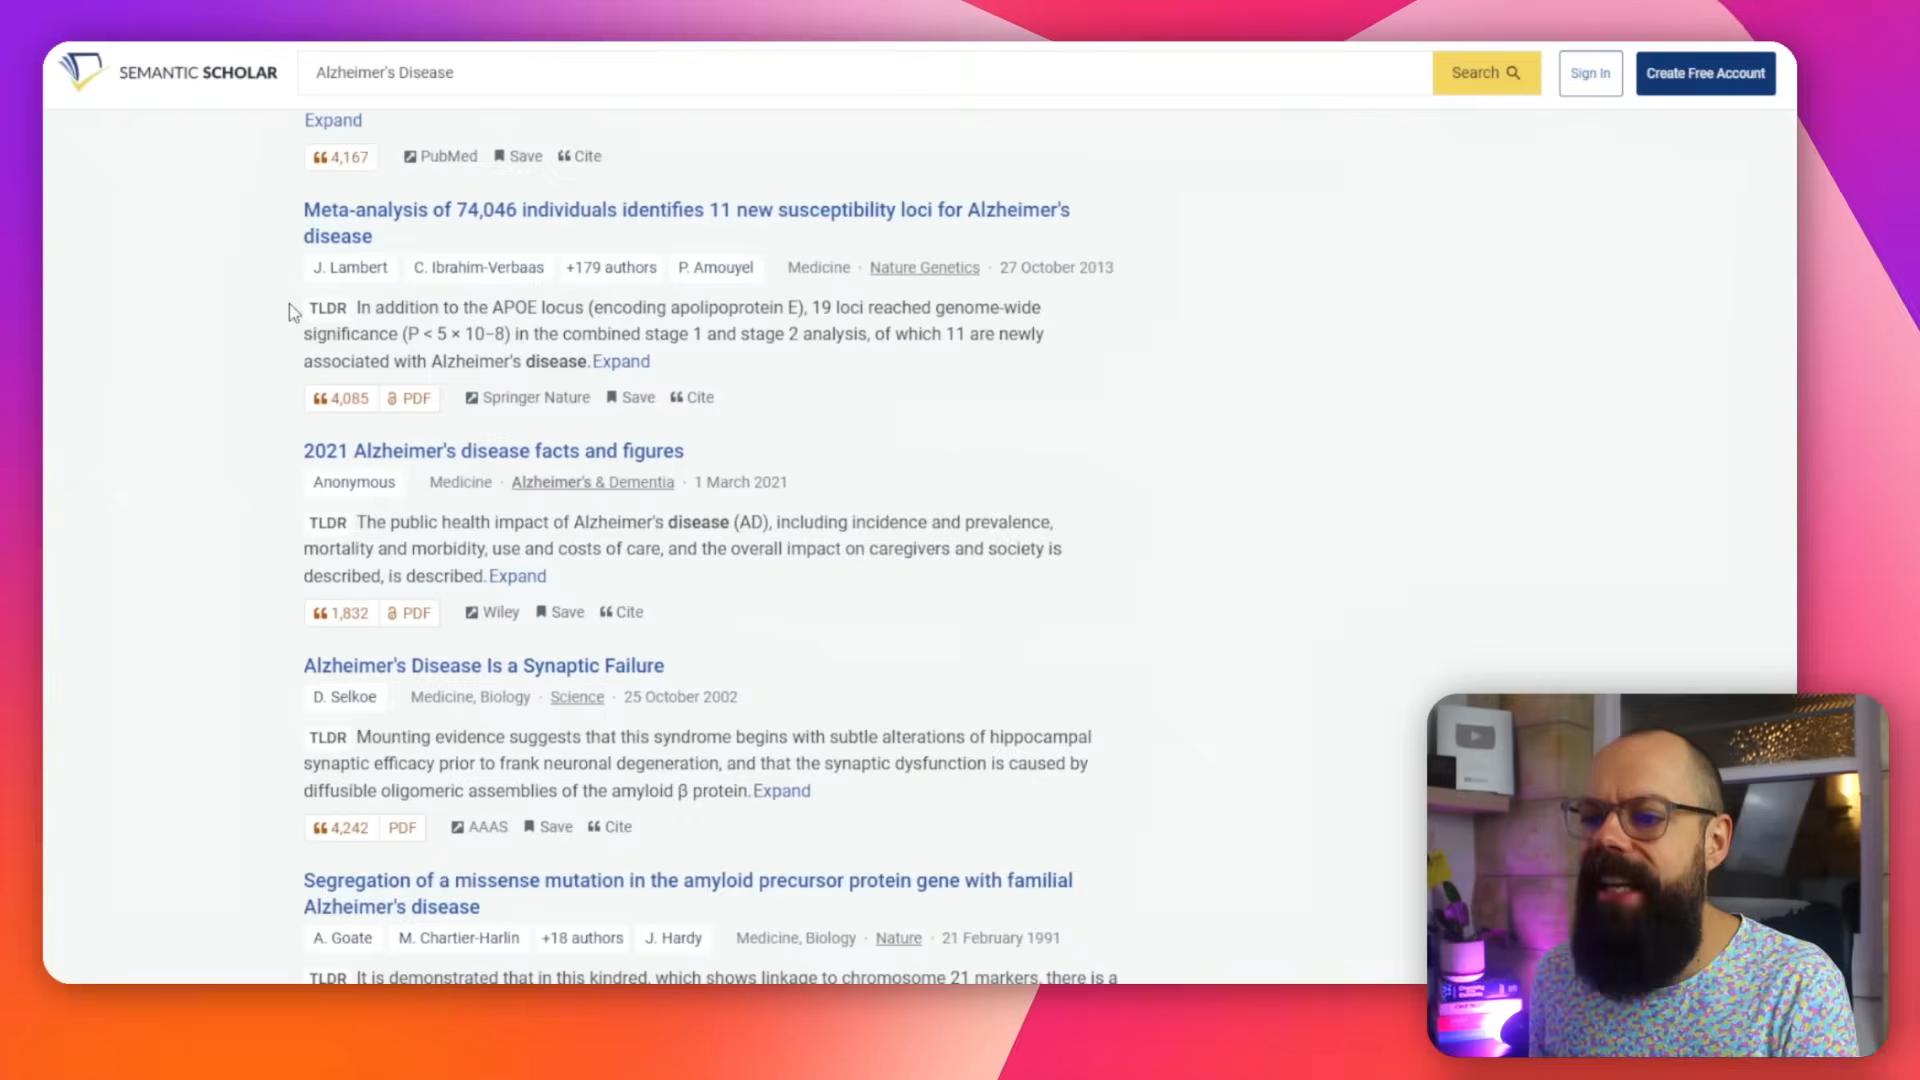 SEMANTIC SCHOLAR
Alzheimer's Disease
Search
Sign In
Create Free Account
Expand
4,167 PubMed Save Cite
Meta-analysis of 74,046 individuals identifies 11 new susceptibility loci for Alzheimer's
disease
J. Lambert C. Ibrahim-Verbaas +179 authors P. Amouyel Medicine · Nature Genetics · 27 October 2013
TLDR In addition to the APOE locus (encoding apolipoprotein E), 19 loci reached genome-wide
significance (P < 5 × 10−8) in the combined stage 1 and stage 2 analysis, of which 11 are newly
associated with Alzheimer's disease. Expand
4,085 PDF Springer Nature Save Cite
2021 Alzheimer's disease facts and figures
Anonymous Medicine · Alzheimer's & Dementia · 1 March 2021
TLDR The public health impact of Alzheimer's disease (AD), including incidence and prevalence,
mortality and morbidity, use and costs of care, and the overall impact on caregivers and society is
described, is described. Expand
1,832 PDF Wiley Save Cite
Alzheimer's Disease Is a Synaptic Failure
D. Selkoe Medicine, Biology · Science · 25 October 2002
TLDR Mounting evidence suggests that this syndrome begins with subtle alterations of hippocampal
synaptic efficacy prior to frank neuronal degeneration, and that the synaptic dysfunction is caused by
diffusible oligomeric assemblies of the amyloid β protein. Expand
4,242 PDF AAAS Save Cite
Segregation of a missense mutation in the amyloid precursor protein gene with familial
Alzheimer's disease
A. Goate M. Chartier-Harlin +18 authors J. Hardy Medicine, Biology · Nature · 21 February 1991
TLDR It is demonstrated that in this kindred, which shows linkage to chromosome 21 markers, there is a